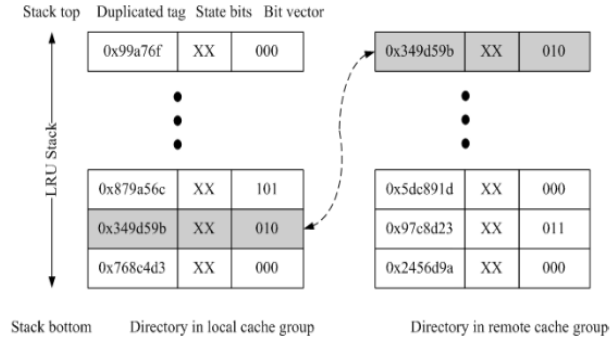 Stack top Duplicated tag State bits Bit vector
0x99a76f XX 000
0x349d59b XX 010
LRU Stack
0x879a56c XX 101
0x5dc891d XX 000
0x349d59b XX 010
0x97c8d23 XX 011
0x768c4d3 XX 000
0x2456d9a XX 000
Stack bottom Directory in local cache group Directory in remote cache group